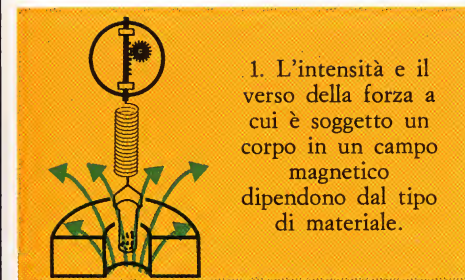 1. L'intensità e il
verso della forza a
cui è soggetto un
corpo in un campo
magnetico
dipendono dal tipo
di materiale.